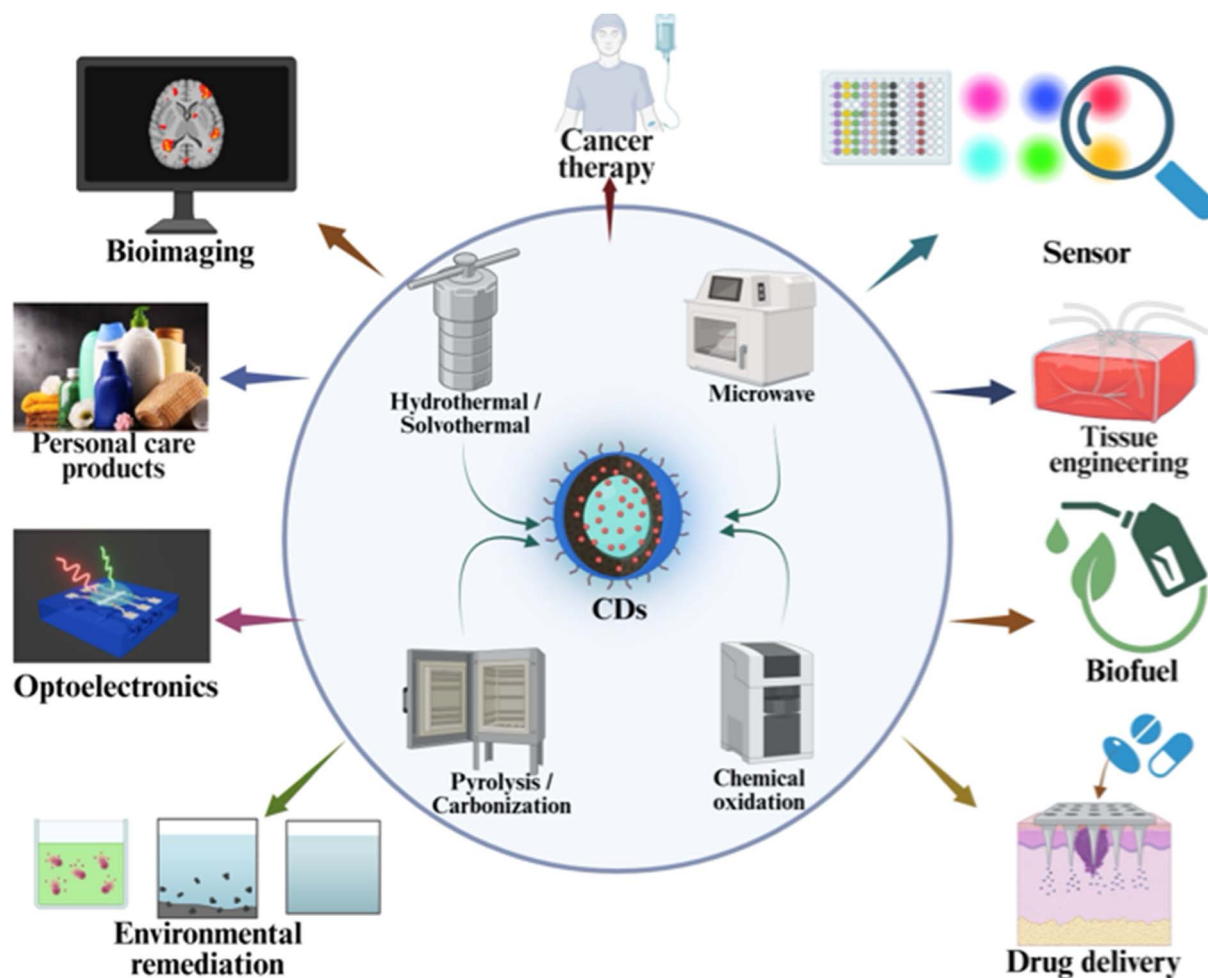 Cancer
therapy
Bioimaging
Sensor
Hydrothermal /
Solvothermal
Microwave
Personal care
products
Tissue
engineering
CDs
Optoelectronics
Biofuel
Pyrolysis /
Carbonization
Chemical
oxidation
Environmental
remediation
Drug delivery